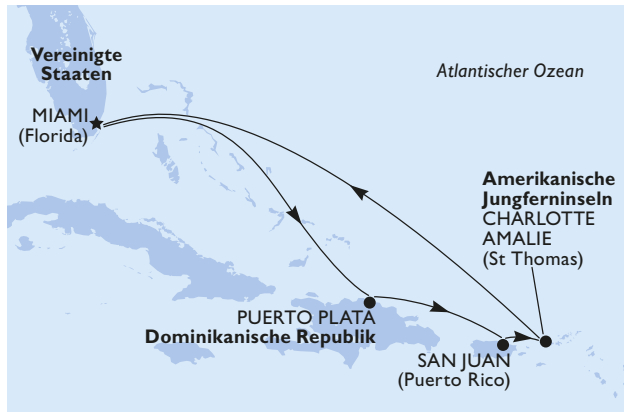 Vereinigte
Staaten
MIAMI
(Florida)
Atlantischer Ozean
Amerikanische
Jungferninseln
CHARLOTTE
AMALIE
(St Thomas)
PUERTO PLATA
Dominikanische Republik
SAN JUAN
(Puerto Rico)